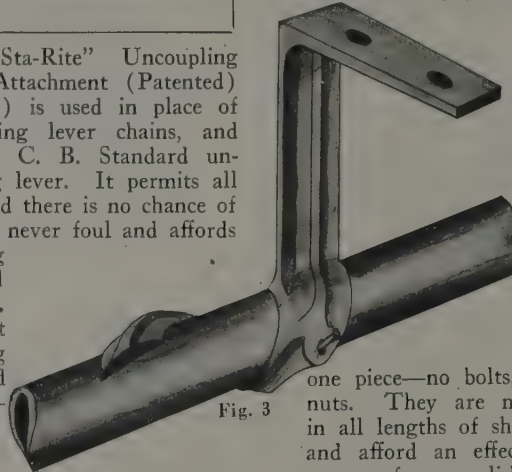 Sta-Rite" Uncoupling
Attachment (Patented)
) is used in place of
ing lever chains, and
C. B. Standard un-
lever. It permits all
d there is no chance of
never foul and affords
Fig. 3
one piece—no bolts,
nuts. They are
in all lengths of
and afford an